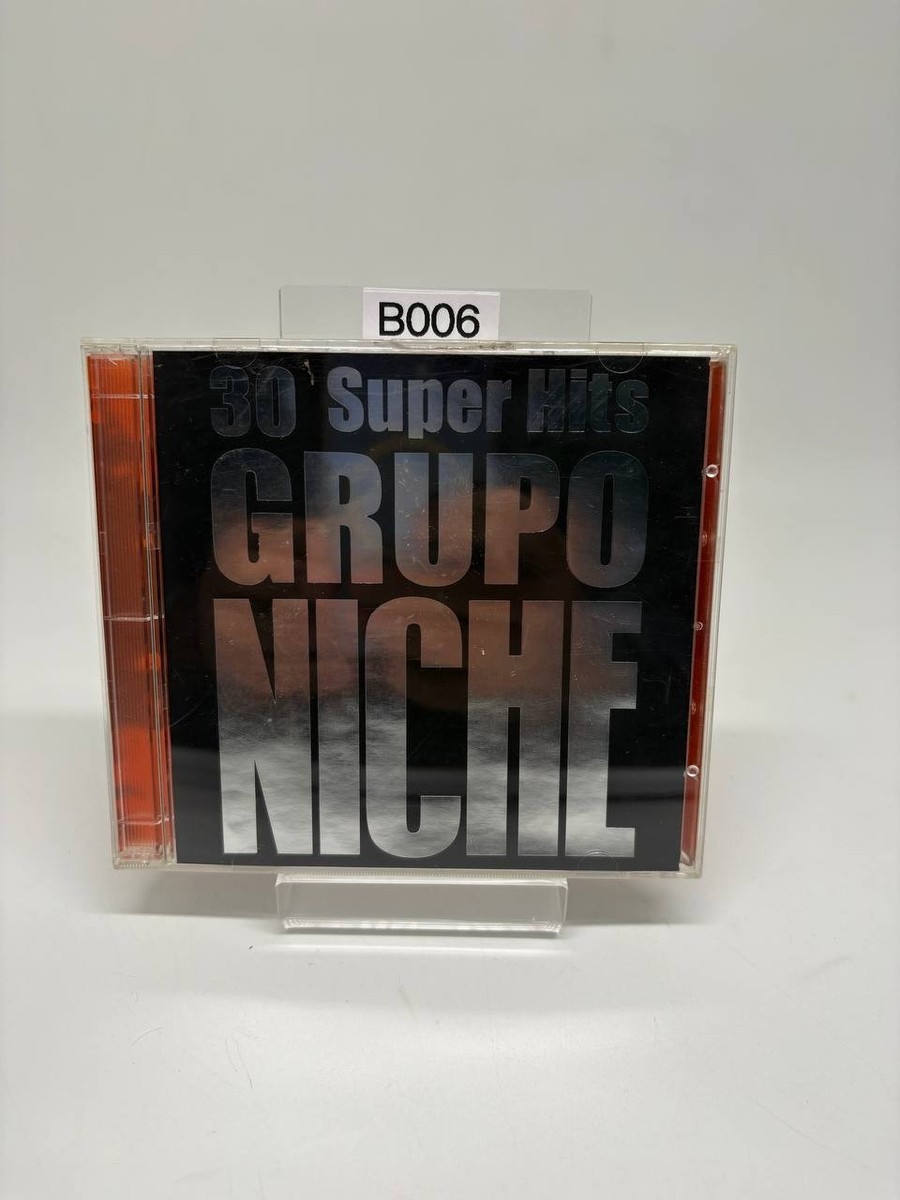 B006
30 Super Hits
GRUPO
NICHE